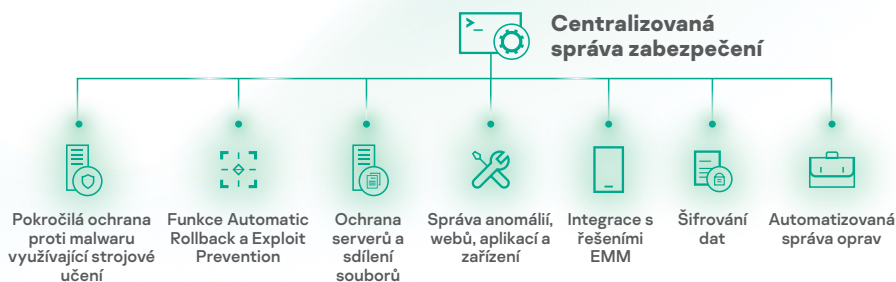 Centralizovaná
správa zabezpečení
Pokročilá ochrana
proti malwaru
využívající strojové
učení
Funkce Automatic
Rollback a Exploit
Prevention
Ochrana
serverů a
sdílení
souborů
Správa anomálií,
webů, aplikací a
zařízení
Integrace s
řešeními
EMM
Šifrování
dat
Automatizovaná
správa oprav